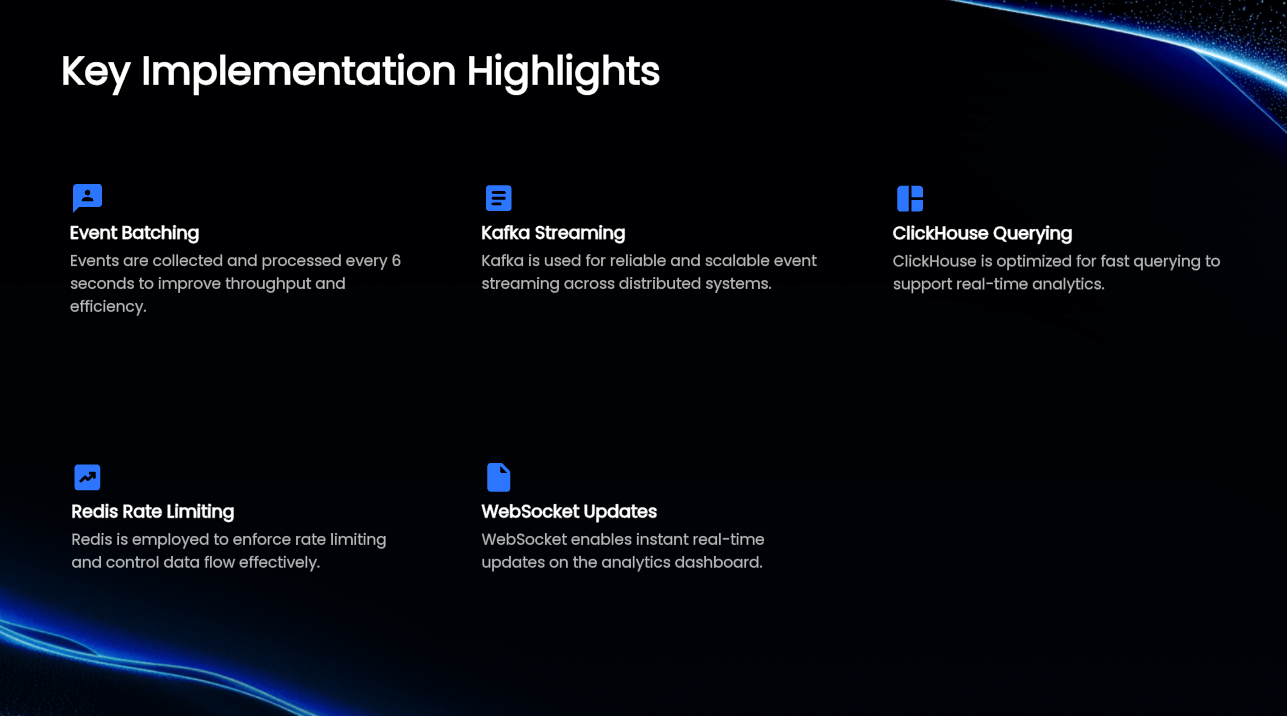 Key Implementation Highlights
Event Batching
Events are collected and processed every 6
seconds to improve throughput and
efficiency.
Kafka Streaming
Kafka is used for reliable and scalable event
streaming across distributed systems.
ClickHouse Querying
ClickHouse is optimized for fast querying to
support real-time analytics.
Redis Rate Limiting
Redis is employed to enforce rate limiting
and control data flow effectively.
WebSocket Updates
WebSocket enables instant real-time
updates on the analytics dashboard.